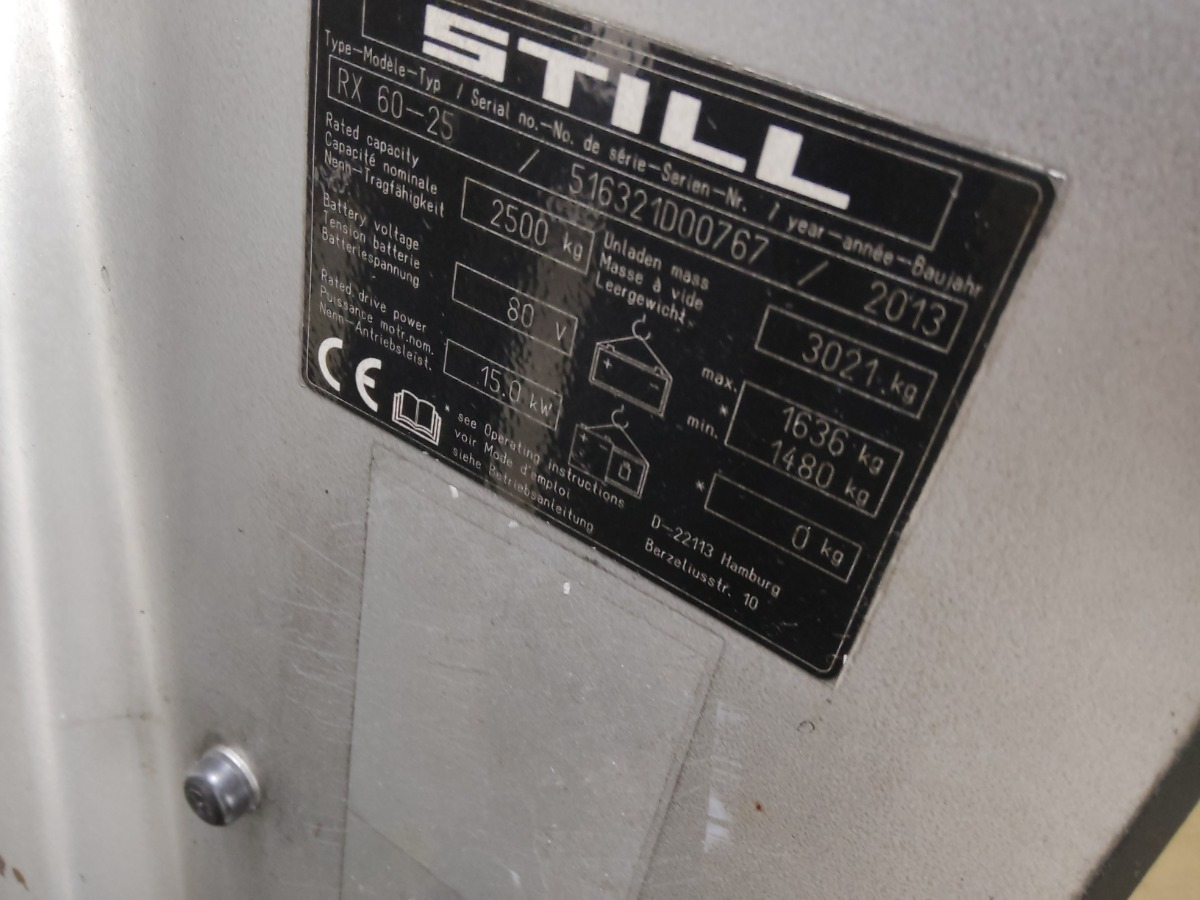 STILL
Type-Modèle-Typ / Serial no.-No. de série-Serien-Nr. / year-année-Baujahr
RX 60-25 / 516321D00767 / 2013
Rated capacity
Capacité nominale
Nenn-Tragfähigkeit
2500 kg
Unladen mass
Masse à vide
Leergewicht
3021 kg
Battery voltage
Tension batterie
Batteriespannung
80 V
+ -
max. 1636 kg
*
min. 1480 kg
Rated drive power
Puissance motr.nom.
Nenn-Antriebsleist.
15.0 kW
+ -
* 0 kg
CE
* see Operating instructions
voir Mode d'emploi
siehe Betriebsanleitung
D-22113 Hamburg
Berzeliusstr. 10